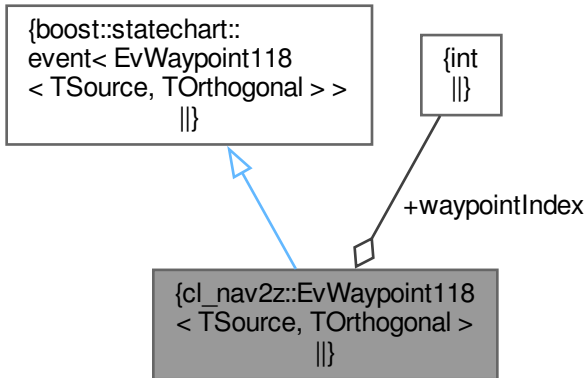 {boost::statechart::
event< EvWaypoint118
< TSource, TOrthogonal > >
||}
{int
||}
+waypointIndex
{cl_nav2z::EvWaypoint118
< TSource, TOrthogonal >
||}